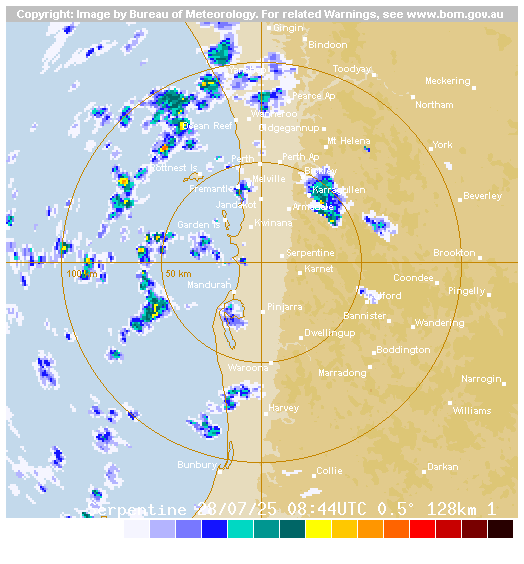 Copyright: Image by Bureau of Meteorology. For related Warnings, see www.bom.gov.au
Gingin
Bindoon
Toodyay
Meckering
Pearce Ap
Northam
Wanneroo
Ocean Reef
Gidgegannup
Mt Helena
York
Perth
Perth Ap
Rottnest Is
Bickley
Melville
Fremantle
Karragullen
Beverley
Jandakot
Armadale
Garden Is
Kwinana
Serpentine
Brookton
100 km
50 km
Karnet
Coondee
Mandurah
Pingelly
Pinjarra
Bannister
Wandering
Dwellingup
Boddington
Waroona
Marradong
Narrogin
Harvey
Williams
Bunbury
Collie
Darkan
Serpentine 28/07/25 08:44UTC 0.5° 128km 1